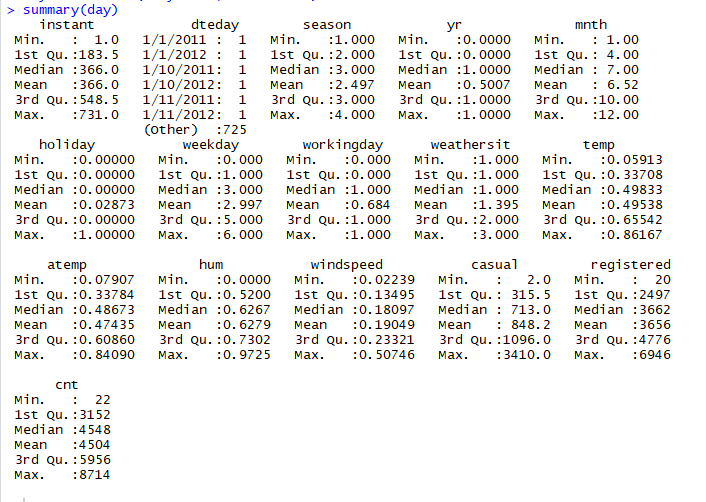 > summary(day)
instant dteday season yr mnth
Min. : 1.0 1/1/2011 : 1 Min. :1.000 Min. :0.0000 Min. : 1.00
1st Qu.:183.5 1/1/2012 : 1 1st Qu.:2.000 1st Qu.:0.0000 1st Qu.: 4.00
Median :366.0 1/10/2011: 1 Median :3.000 Median :1.0000 Median : 7.00
Mean :366.0 1/10/2012: 1 Mean :2.497 Mean :0.5007 Mean : 6.52
3rd Qu.:548.5 1/11/2011: 1 3rd Qu.:3.000 3rd Qu.:1.0000 3rd Qu.:10.00
Max. :731.0 1/11/2012: 1 Max. :4.000 Max. :1.0000 Max. :12.00
(Other) :725
holiday weekday workingday weathersit temp
Min. :0.00000 Min. :0.000 Min. :0.000 Min. :1.000 Min. :0.05913
1st Qu.:0.00000 1st Qu.:1.000 1st Qu.:0.000 1st Qu.:1.000 1st Qu.:0.33708
Median :0.00000 Median :3.000 Median :1.000 Median :1.000 Median :0.49833
Mean :0.02873 Mean :2.997 Mean :0.684 Mean :1.395 Mean :0.49538
3rd Qu.:0.00000 3rd Qu.:5.000 3rd Qu.:1.000 3rd Qu.:2.000 3rd Qu.:0.65542
Max. :1.00000 Max. :6.000 Max. :1.000 Max. :3.000 Max. :0.86167
atemp hum windspeed casual registered
Min. :0.07907 Min. :0.0000 Min. :0.02239 Min. : 2.0 Min. : 20
1st Qu.:0.33784 1st Qu.:0.5200 1st Qu.:0.13495 1st Qu.: 315.5 1st Qu.:2497
Median :0.48673 Median :0.6267 Median :0.18097 Median : 713.0 Median :3662
Mean :0.47435 Mean :0.6279 Mean :0.19049 Mean : 848.2 Mean :3656
3rd Qu.:0.60860 3rd Qu.:0.7302 3rd Qu.:0.23321 3rd Qu.:1096.0 3rd Qu.:4776
Max. :0.84090 Max. :0.9725 Max. :0.50746 Max. :3410.0 Max. :6946
cnt
Min. : 22
1st Qu.:3152
Median :4548
Mean :4504
3rd Qu.:5956
Max. :8714